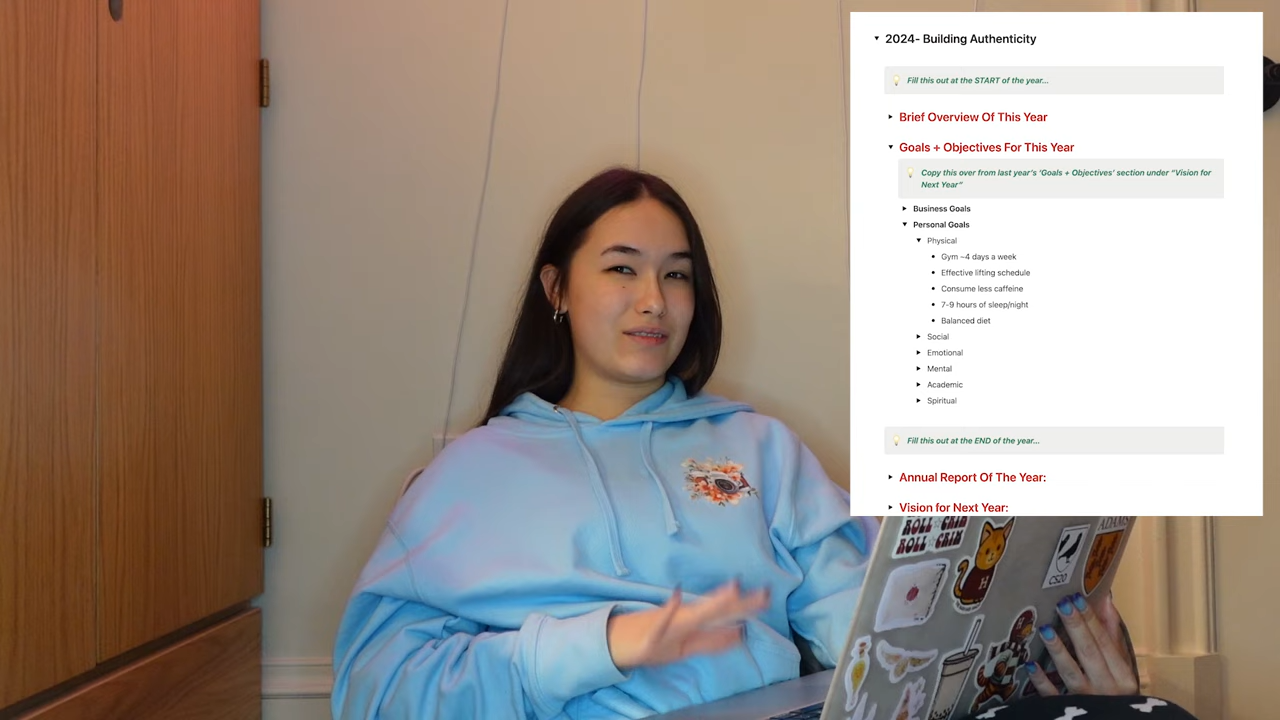 2024- Building Authenticity
Fill this out at the START of the year...
Brief Overview Of This Year
Goals + Objectives For This Year
Copy this over from last year's 'Goals + Objectives' section under "Vision for
Next Year"
Business Goals
Personal Goals
Physical
Gym ~4 days a week
Effective lifting schedule
Consume less caffeine
7-9 hours of sleep/night
Balanced diet
Social
Emotional
Mental
Academic
Spiritual
Fill this out at the END of the year...
Annual Report Of The Year:
Vision for Next Year:
ROLL CRIM
ROLL CRIM
H
CS20
ADAMS